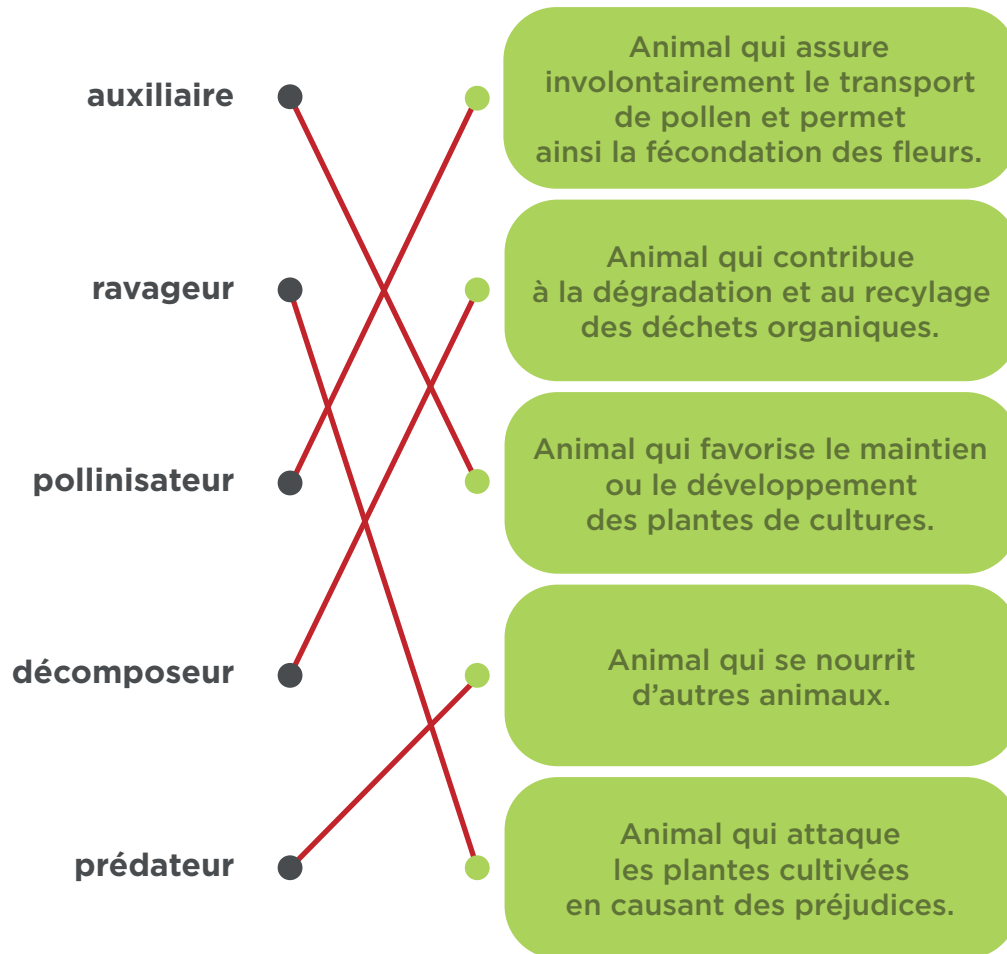 auxiliaire
Animal qui assure
involontairement le transport
de pollen et permet
ainsi la fécondation des fleurs.
ravageur
Animal qui contribue
à la dégradation et au recylage
des déchets organiques.
pollinisateur
Animal qui favorise le maintien
ou le développement
des plantes de cultures.
décomposeur
Animal qui se nourrit
d’autres animaux.
prédateur
Animal qui attaque
les plantes cultivées
en causant des préjudices.